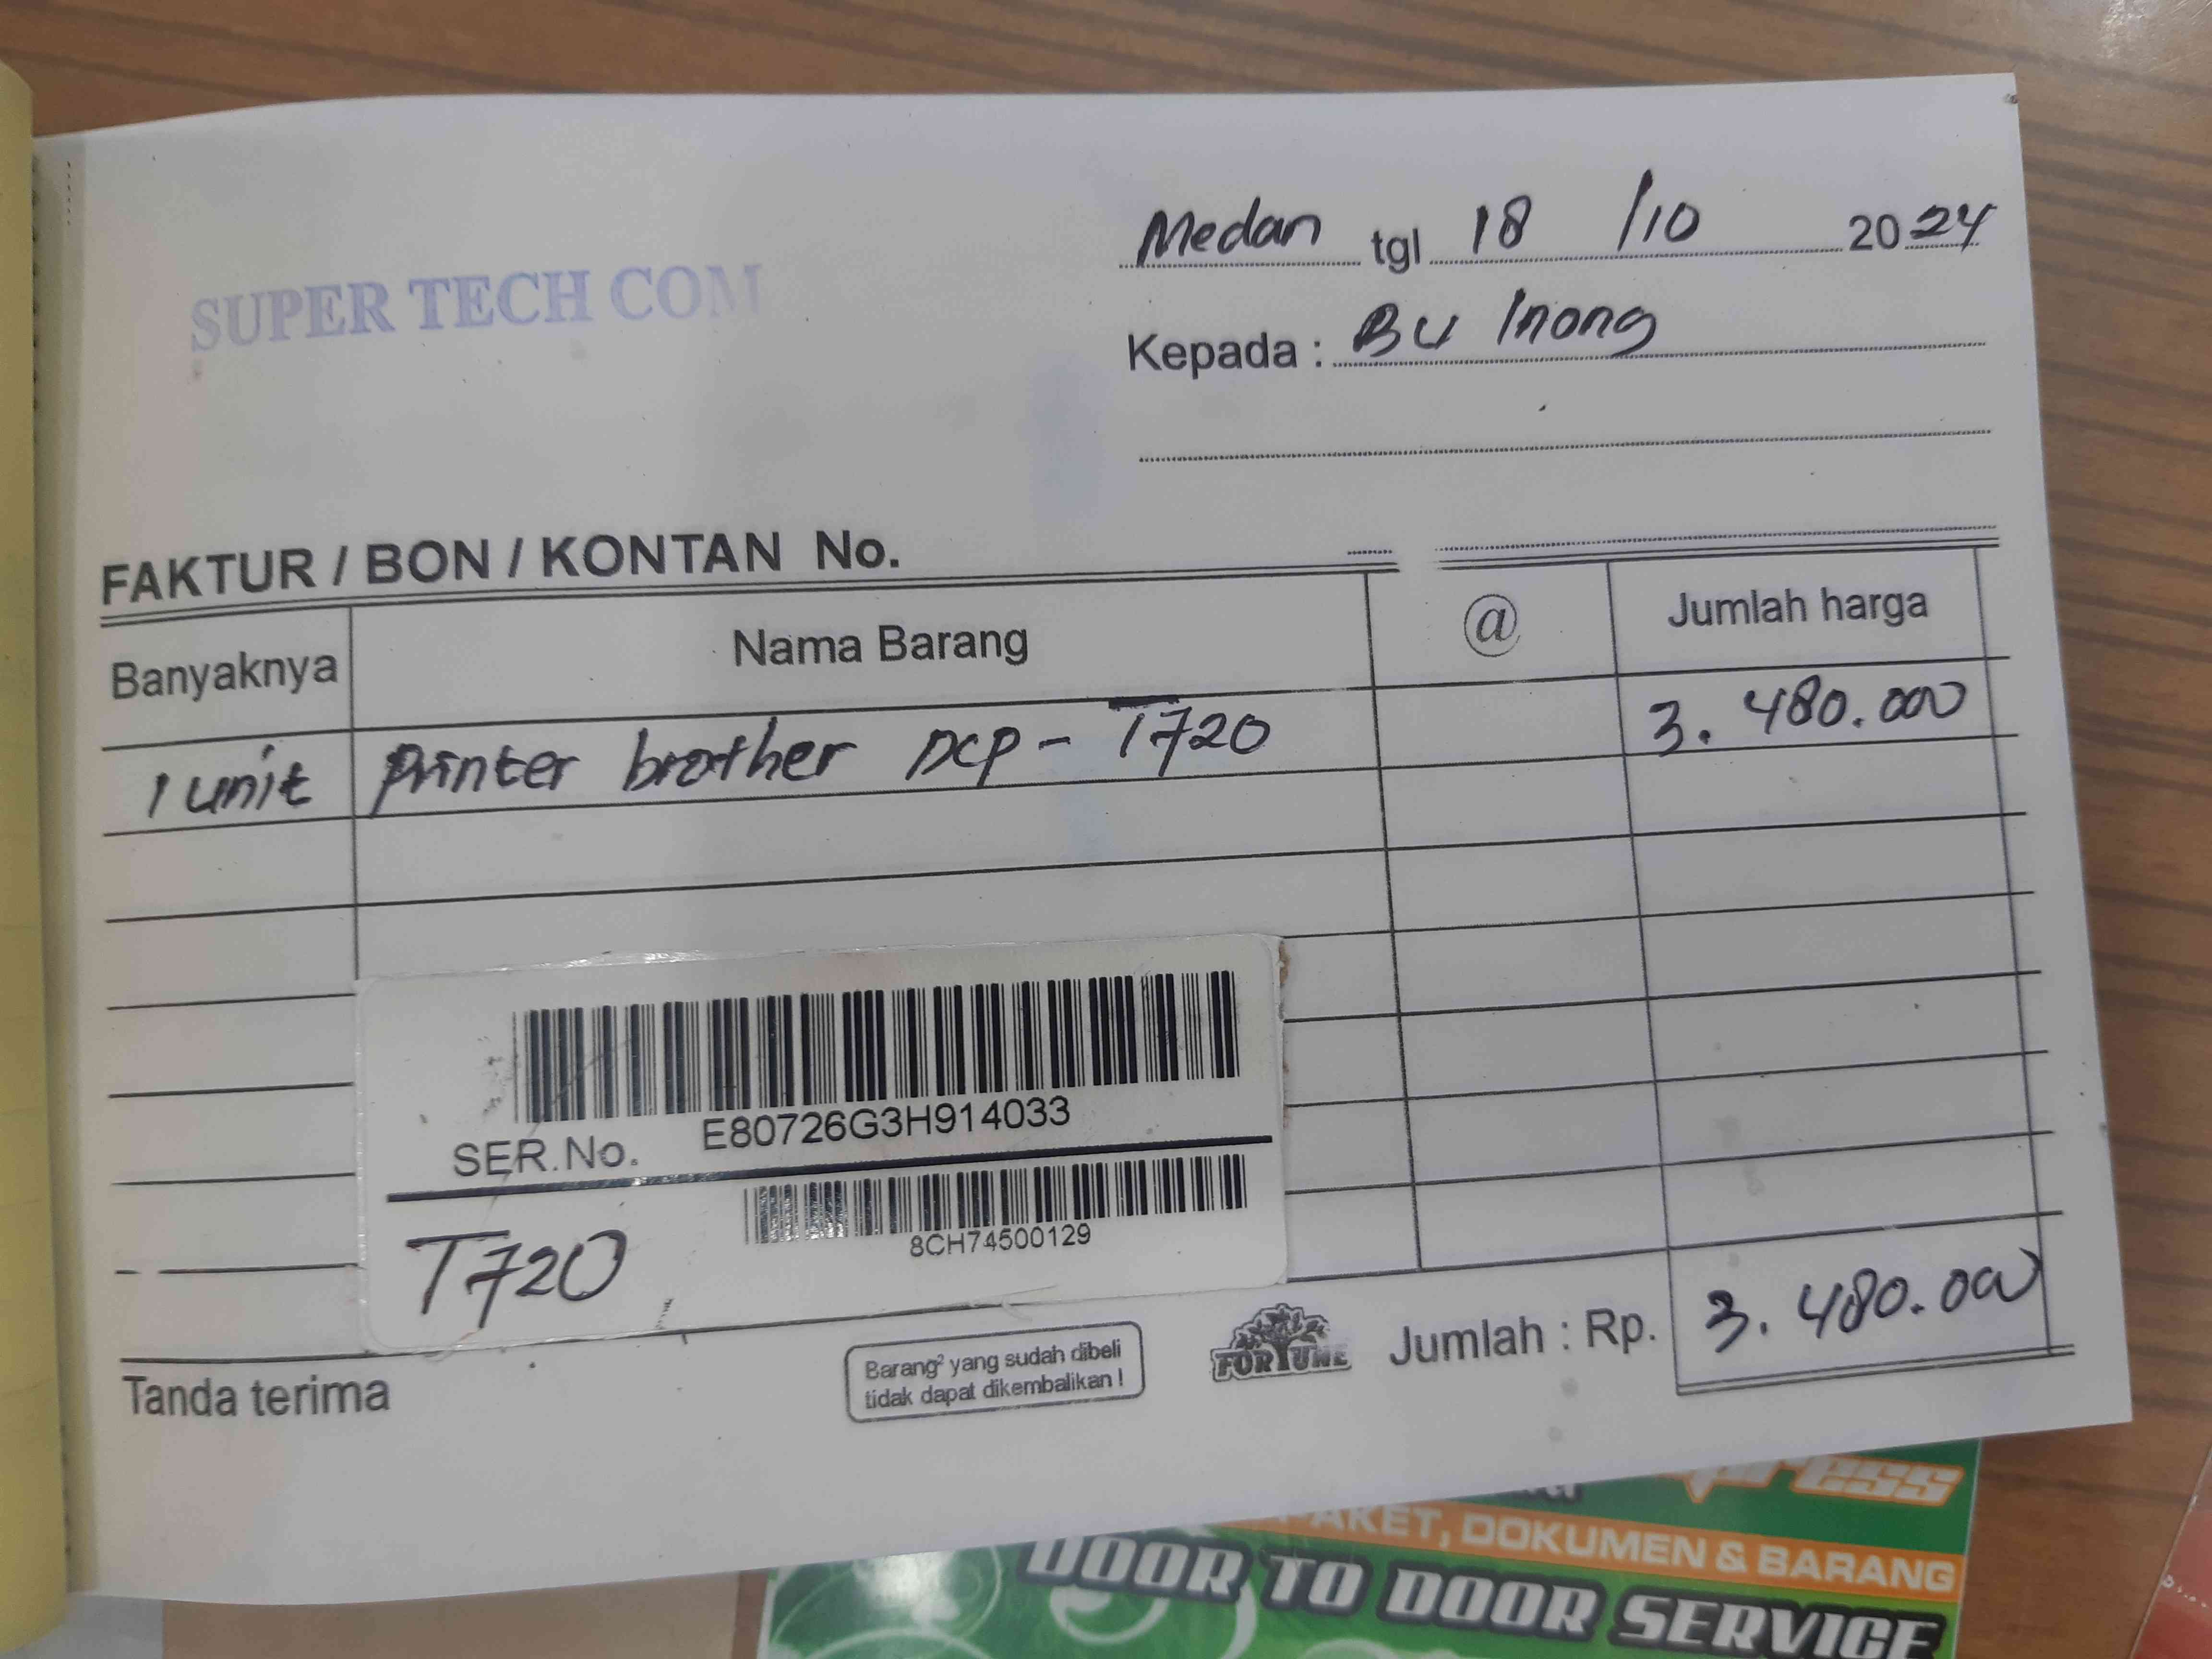 SUPER TECH COM
Medan tgl 18 /10 2024
Kepada : Bu Inong
FAKTUR / BON / KONTAN No.
Banyaknya Nama Barang @ Jumlah harga
1 unit Printer brother DCP - T720 3. 480.000
E80726G3H914033
SER.No.
8CH74500129
T720
Jumlah : Rp. 3. 480.000
FORTUNE
Barang² yang sudah dibeli
tidak dapat dikembalikan !
Tanda terima
PAKET, DOKUMEN & BARANG
DOOR TO DOOR SERVICE